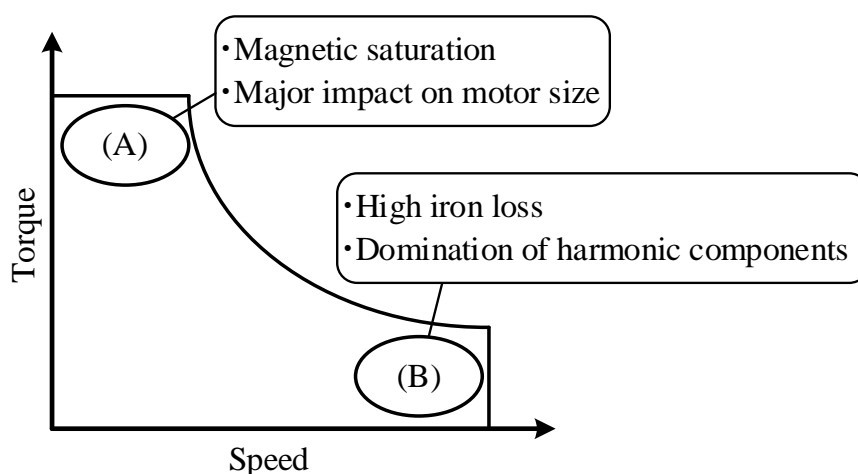 ・Magnetic saturation
・Major impact on motor size
(A)
・High iron loss
・Domination of harmonic components
Torque
(B)
Speed